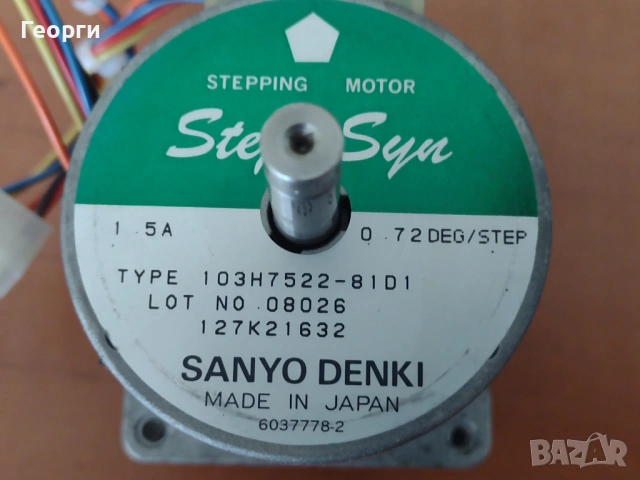 Георги
STEPPING MOTOR
Step Syn
1.5A 0.72DEG/STEP
TYPE 103H7522-81D1
LOT NO.08026
127K21632
SANYO DENKI
MADE IN JAPAN
6037778-2
BAZAR